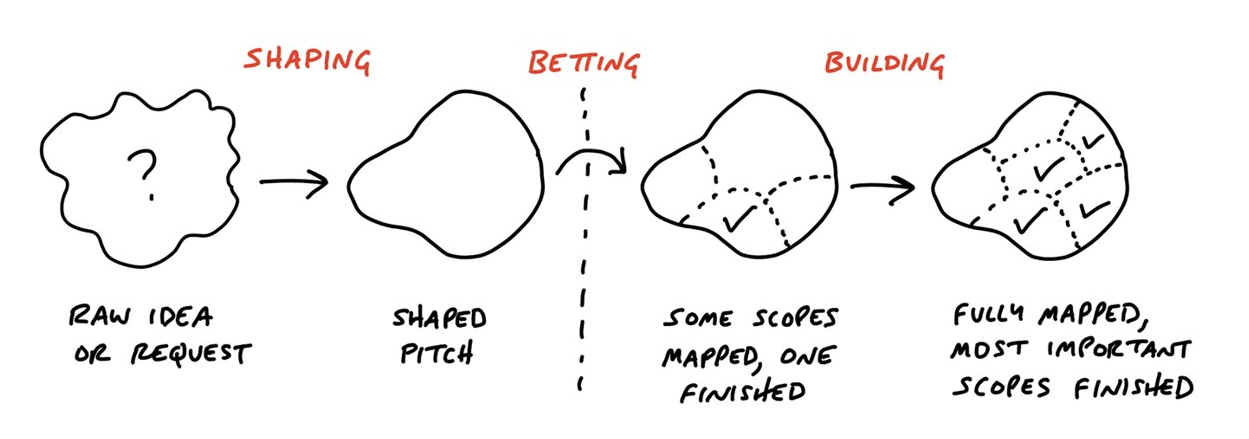 SHAPING
BETTING
BUILDING
?
RAW IDEA
OR REQUEST
SHAPED
PITCH
SOME SCOPES
MAPPED, ONE
FINISHED
FULLY MAPPED,
MOST IMPORTANT
SCOPES FINISHED